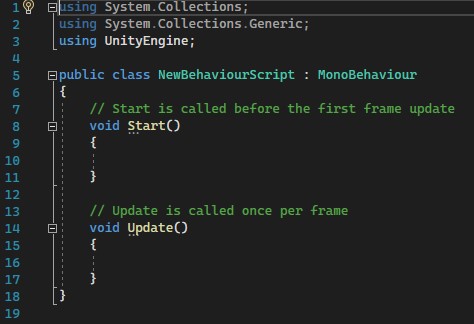 1 using System.Collections;
2 using System.Collections.Generic;
3 using UnityEngine;
4
5 public class NewBehaviourScript : MonoBehaviour
6 {
7 // Start is called before the first frame update
8 void Start()
9 {
10
11 }
12
13 // Update is called once per frame
14 void Update()
15 {
16
17 }
18 }
19